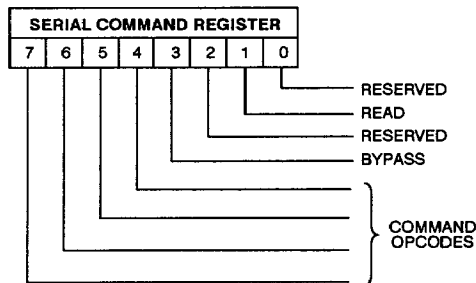 SERIAL COMMAND REGISTER
7 6 5 4 3 2 1 0
RESERVED
READ
RESERVED
BYPASS
COMMAND
OPCODES